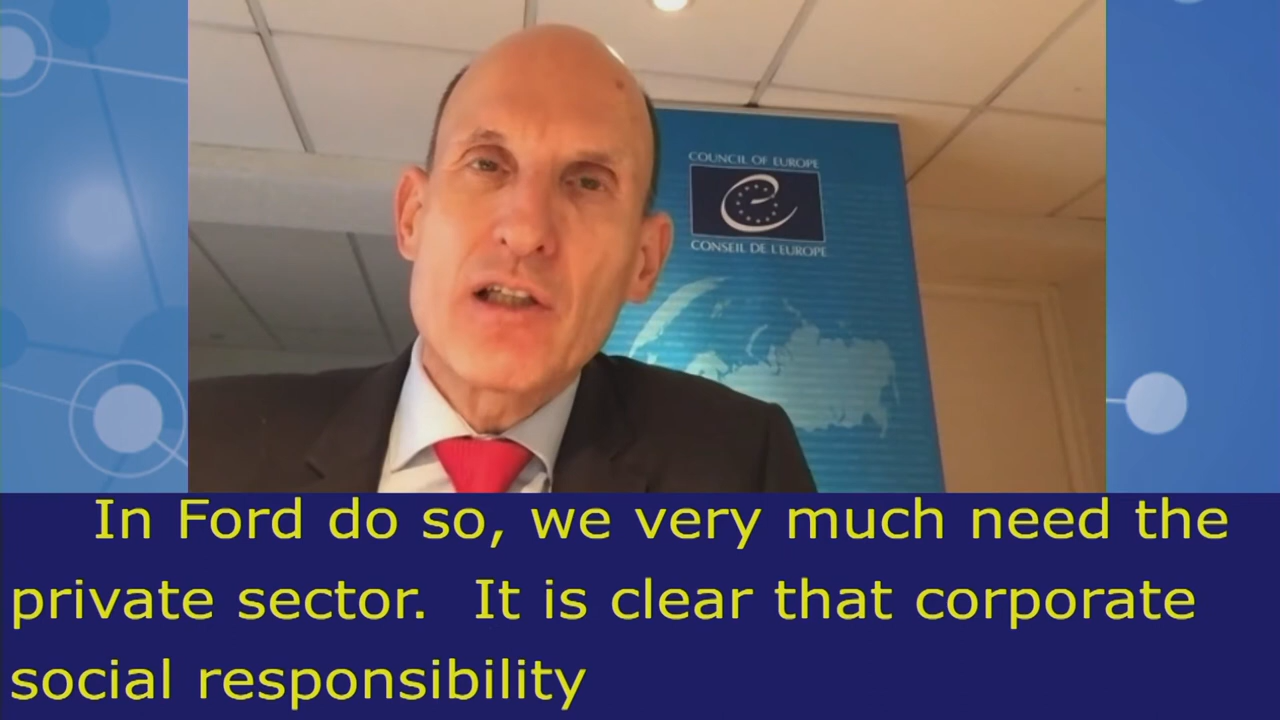 COUNCIL OF EUROPE
CONSEIL DE L'EUROPE
In Ford do so, we very much need the
private sector.  It is clear that corporate
social responsibility